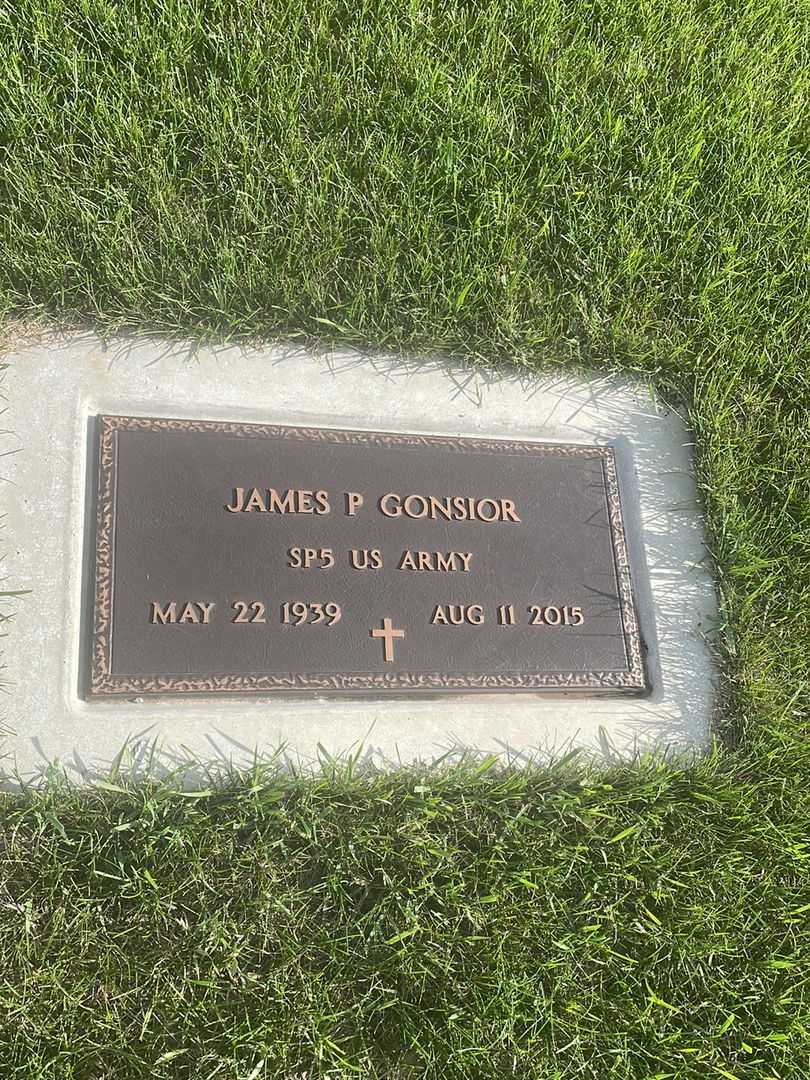 JAMES P GONSIOR
SP5 US ARMY
MAY 22 1939 AUG 11 2015